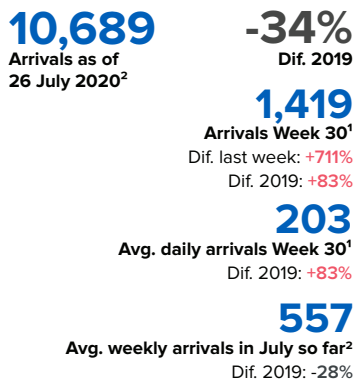 10,689
Arrivals as of
26 July 2020²
-34%
Dif. 2019
1,419
Arrivals Week 30¹
Dif. last week: +711%
Dif. 2019: +83%
203
Avg. daily arrivals Week 30¹
Dif. 2019: +83%
557
Avg. weekly arrivals in July so far²
Dif. 2019: -28%